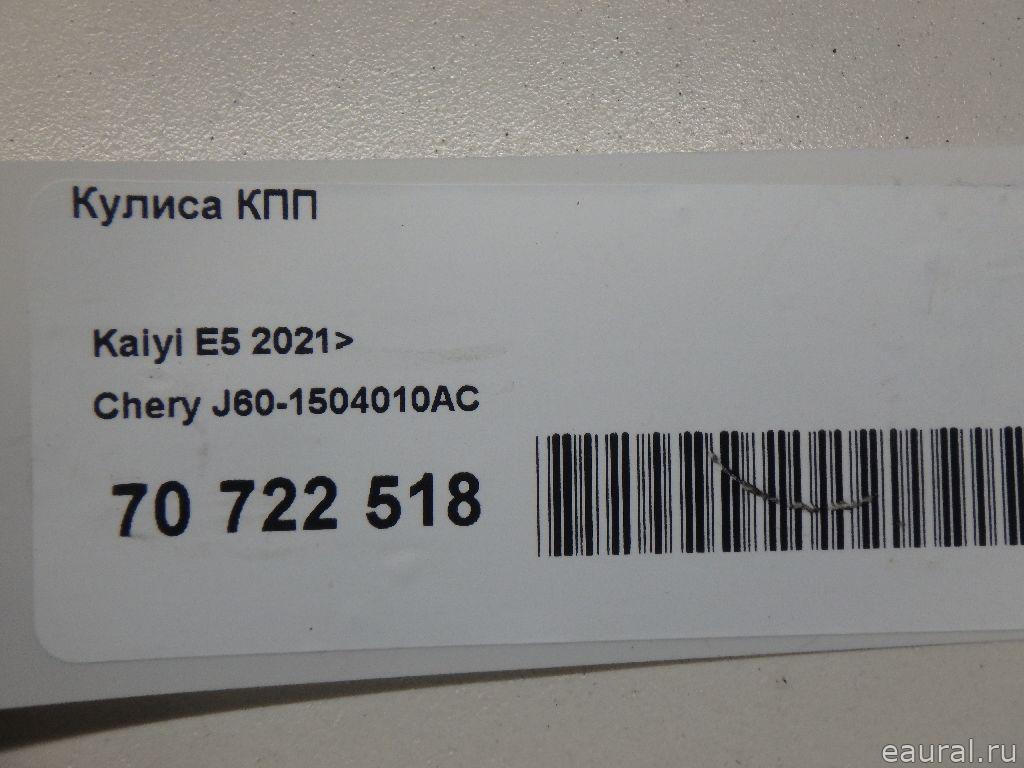 Кулиса КПП
Kaiyi E5 2021>
Chery J60-1504010AC
70 722 518
eaural.ru